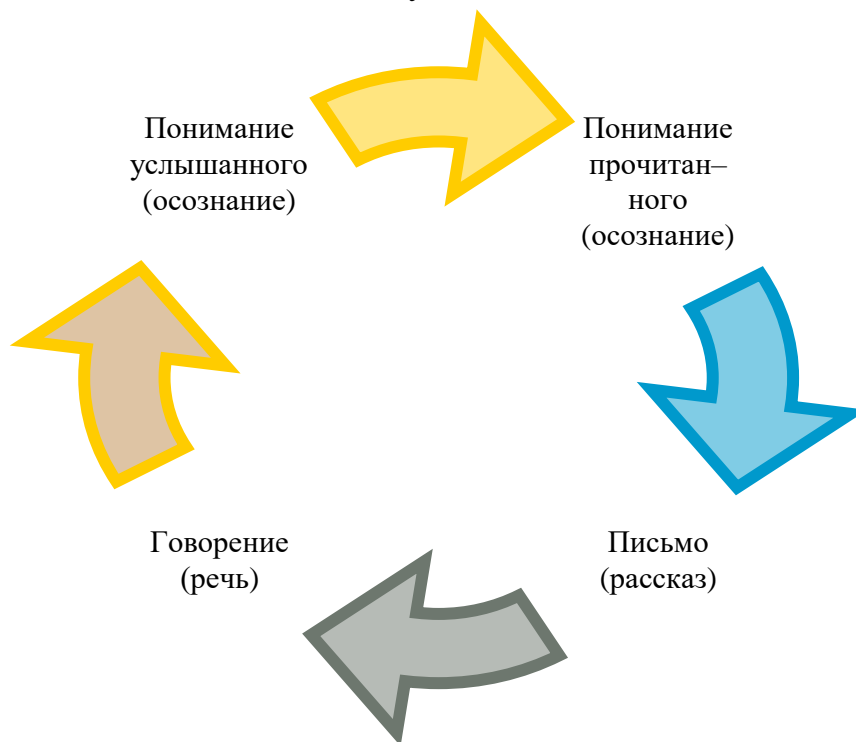 Понимание
услышанного
(осознание)
Понимание
прочитан–
ного
(осознание)
Говорение
(речь)
Письмо
(рассказ)